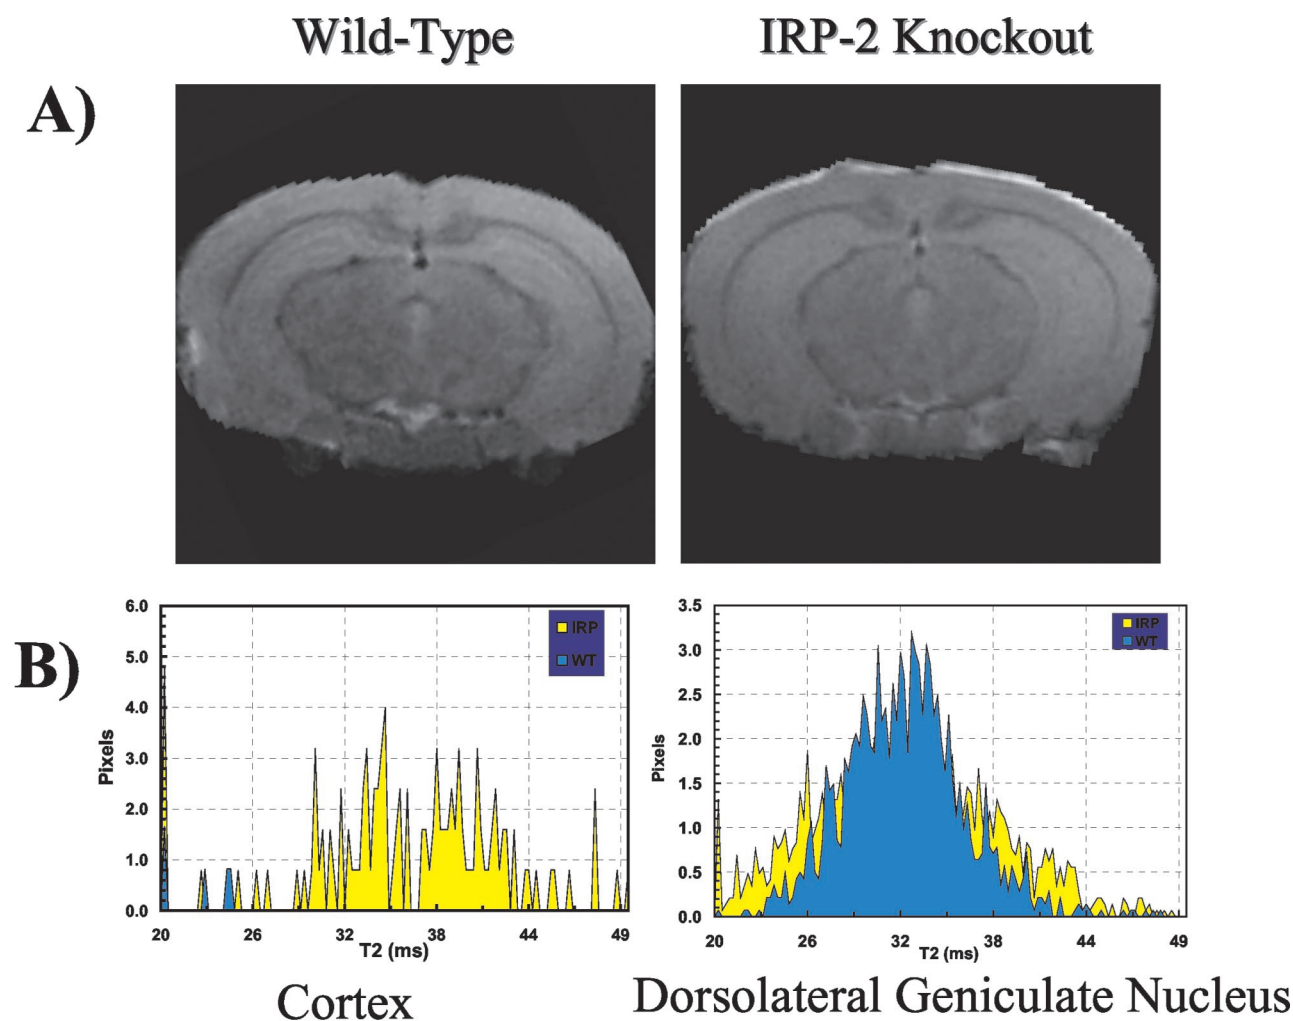 Wild-Type
IRP-2 Knockout
A)
B)
6.0
5.0
4.0
3.0
2.0
1.0
0.0
Pixels
IRP
WT
20 26 32 38 44 49
T2 (ms)
Cortex
3.5
3.0
2.5
2.0
1.5
1.0
0.5
0.0
Pixels
IRP
WT
20 26 32 38 44 49
T2 (ms)
Dorsolateral Geniculate Nucleus